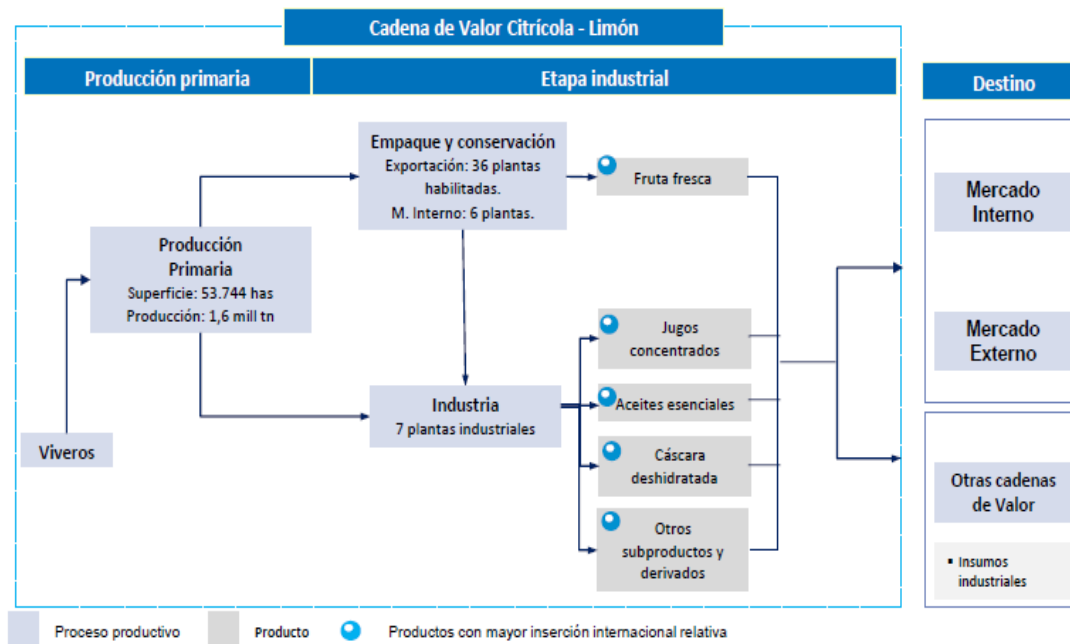 Cadena de Valor Citrícola - Limón
Producción primaria
Etapa industrial
Destino
Empaque y conservación
Exportación: 36 plantas
habilitadas.
M. Interno: 6 plantas.
Fruta fresca
Mercado
Interno
Producción
Primaria
Superficie: 53.744 has
Producción: 1,6 mill tn
Jugos
concentrados
Mercado
Externo
Industria
7 plantas industriales
Aceites esenciales
Viveros
Cáscara
deshidratada
Otras cadenas
de Valor
Otros
subproductos y
derivados
▪ Insumos
industriales
Proceso productivo
Producto
Productos con mayor inserción internacional relativa